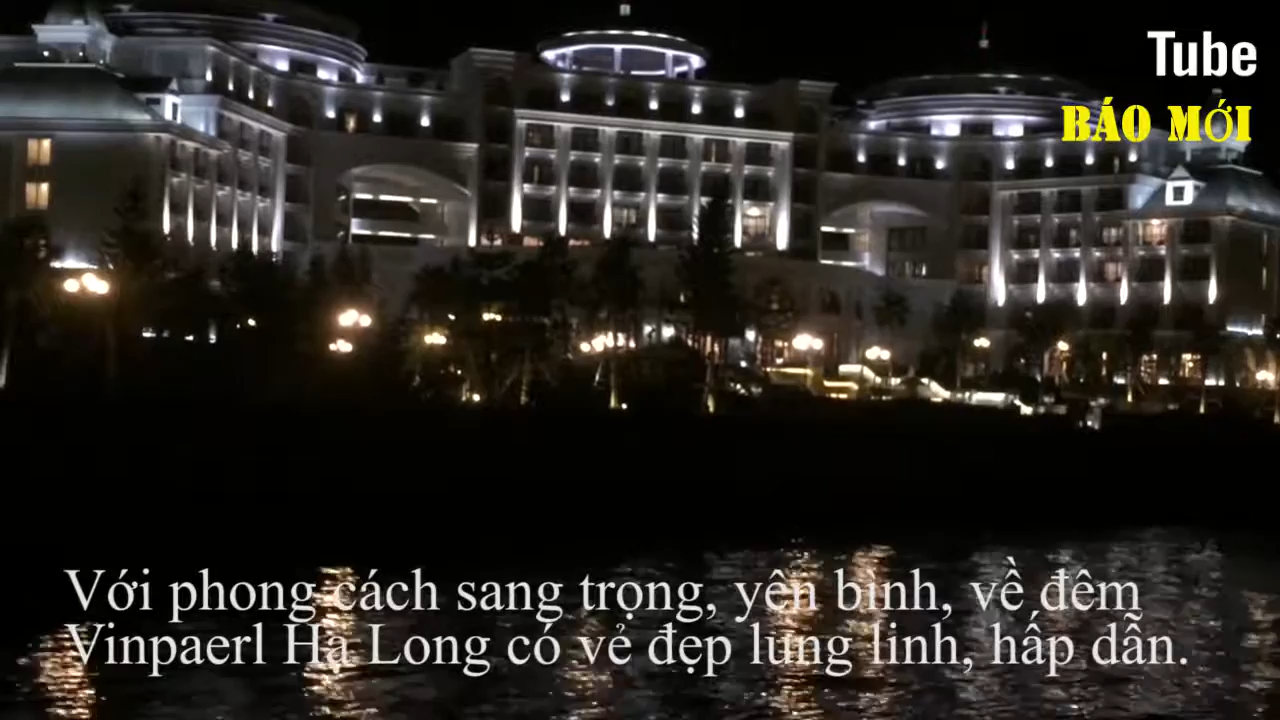 Tube
BÁO MỚI
Với phong cách sang trọng, yên bình, về đêm
Vinpaerl Hạ Long có vẻ đẹp lung linh, hấp dẫn.